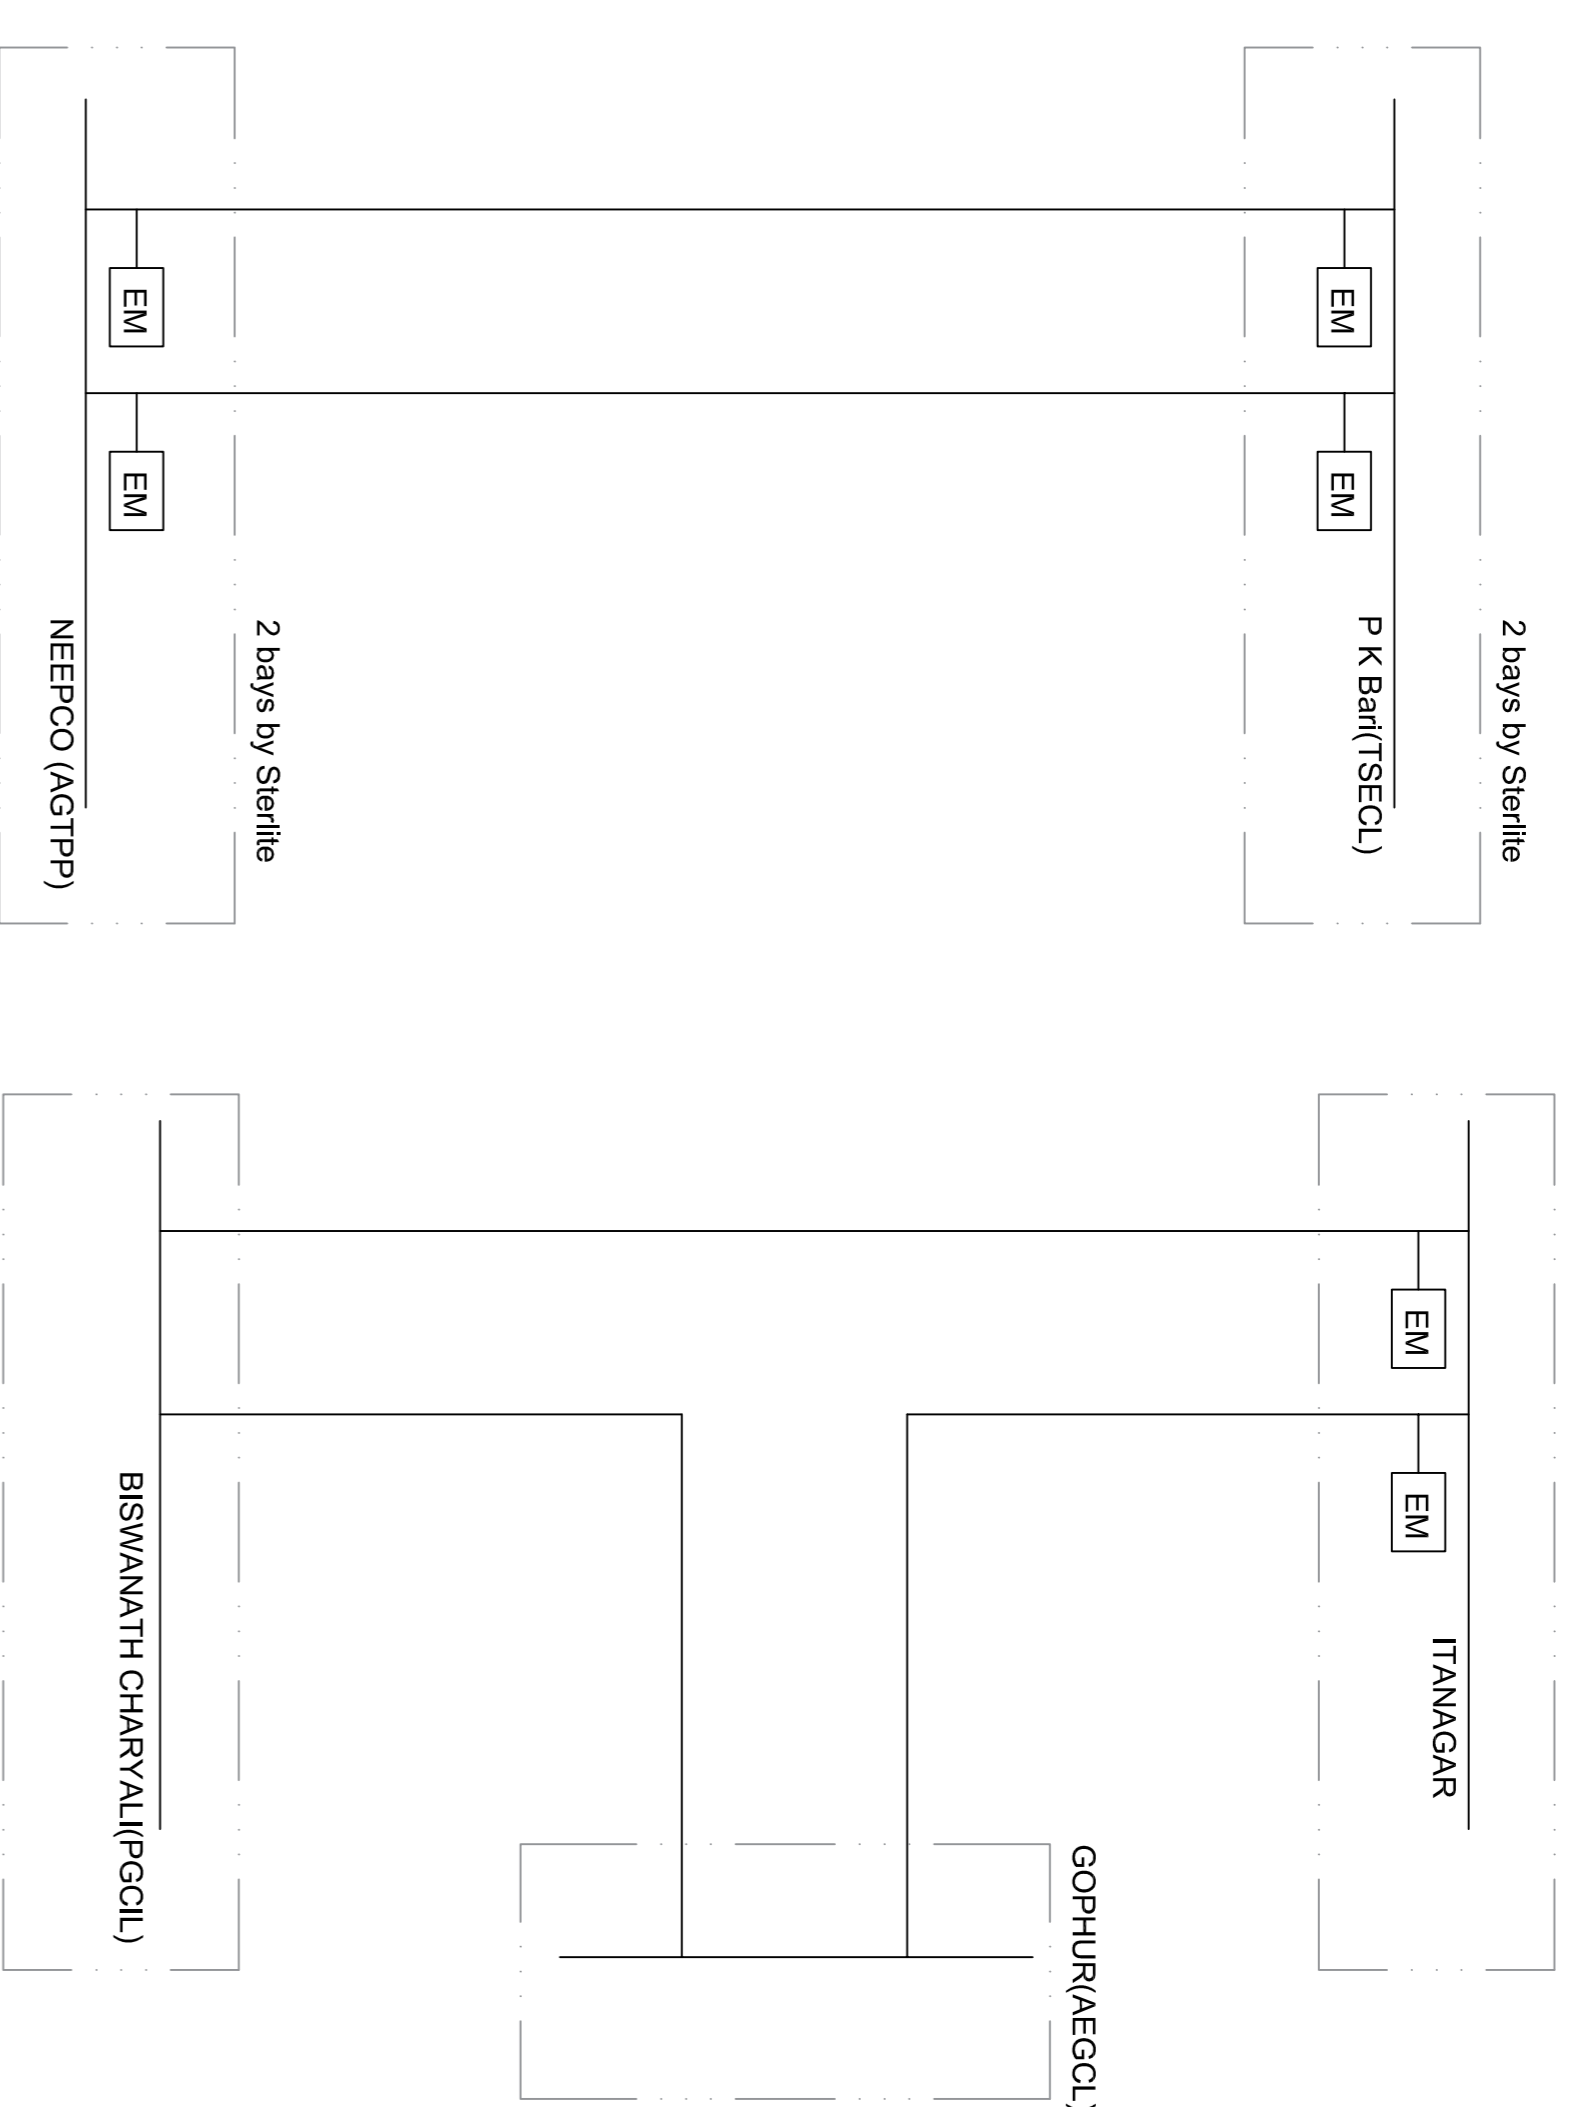 2 bays by Sterlite
P K Bari(TSECL)
EM
EM
2 bays by Sterlite
EM
EM
NEEPCO (AGTPP)
ITANAGAR
EM
EM
GOPHUR(AEGCL)
BISWANATH CHARYALI(PGCIL)